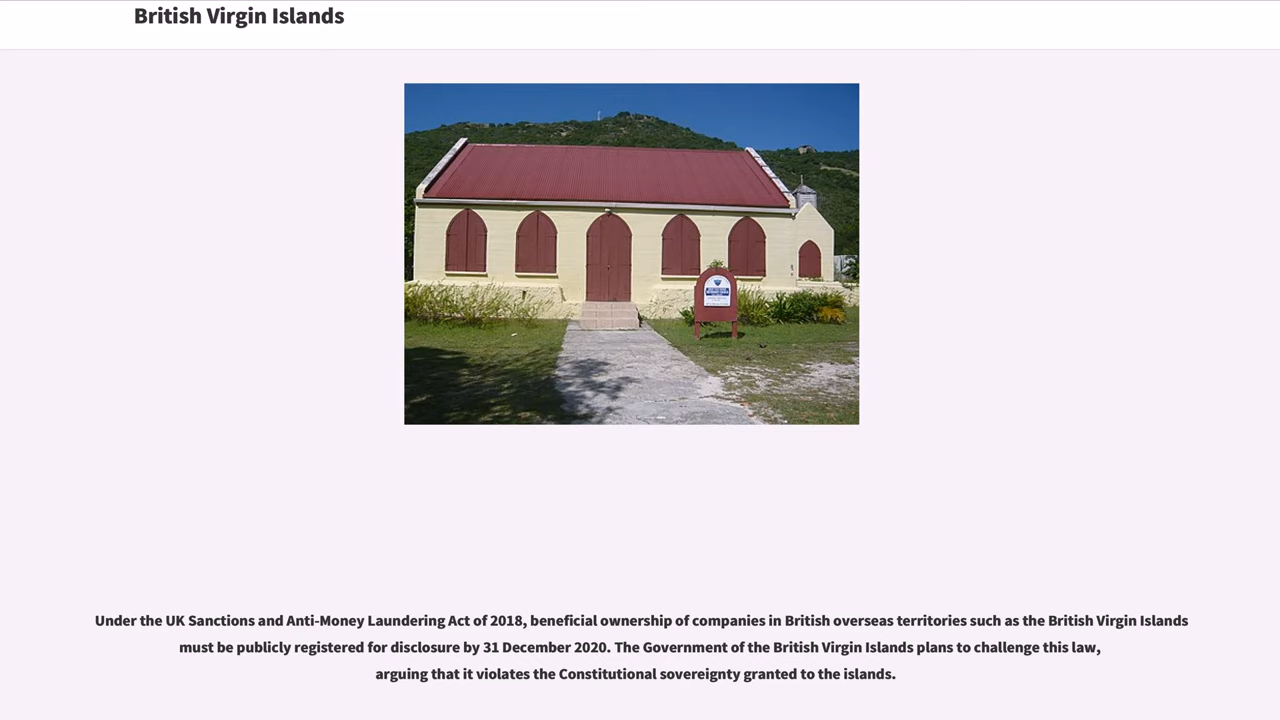 British Virgin Islands
Under the UK Sanctions and Anti-Money Laundering Act of 2018, beneficial ownership of companies in British overseas territories such as the British Virgin Islands
must be publicly registered for disclosure by 31 December 2020. The Government of the British Virgin Islands plans to challenge this law,
arguing that it violates the Constitutional sovereignty granted to the islands.